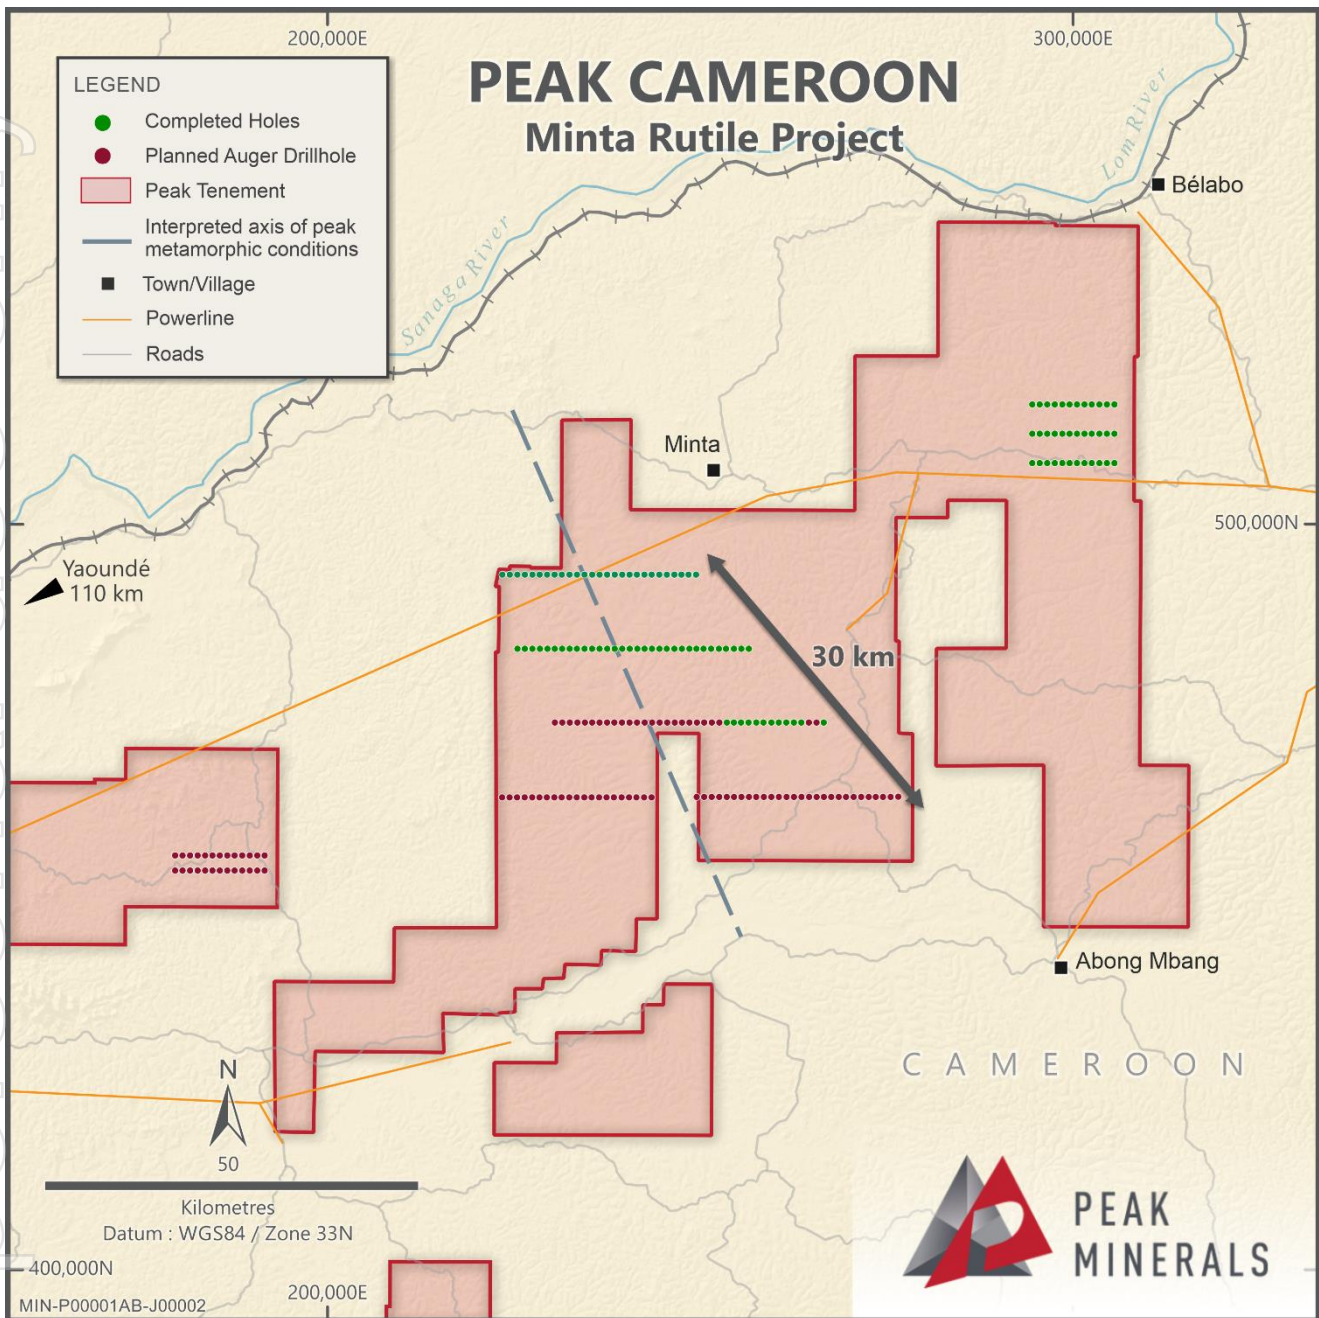 200,000E
300,000E
PEAK CAMEROON
Minta Rutile Project
LEGEND
Completed Holes
Planned Auger Drillhole
Peak Tenement
Interpreted axis of peak
metamorphic conditions
Town/Village
Powerline
Roads
Lom River
Bélabo
Sanaga River
Minta
500,000N
Yaoundé
110 km
30 km
Abong Mbang
CAMEROON
N
50
Kilometres
Datum : WGS84 / Zone 33N
PEAK
MINERALS
400,000N
200,000E
MIN-P00001AB-J00002